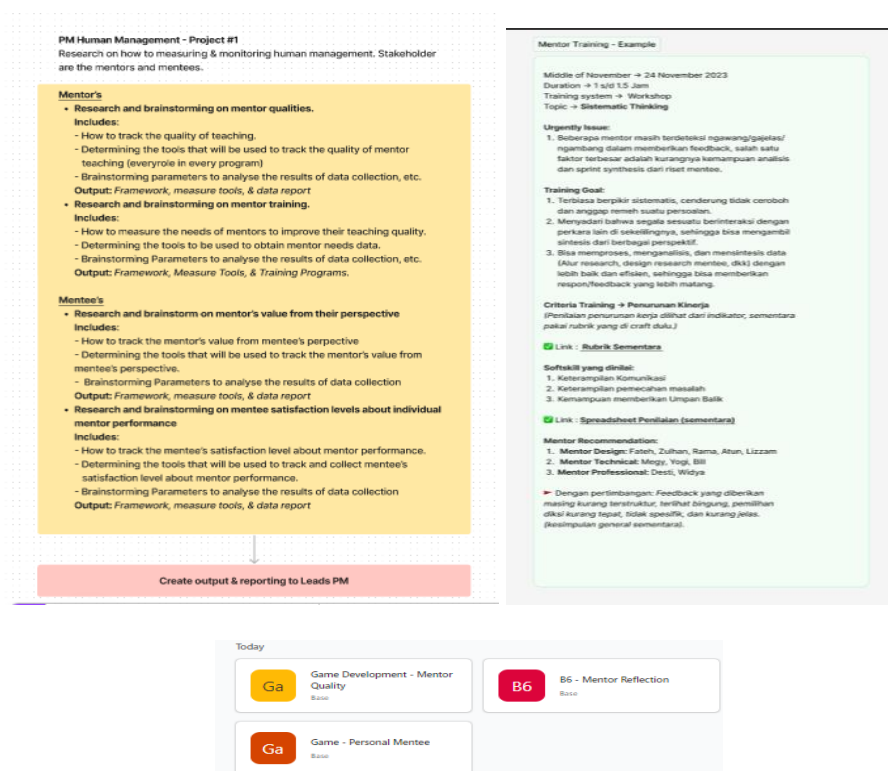 PM Human Management - Project #1
Research on how to measuring & monitoring human management. Stakeholder
are the mentors and mentees.
Mentor's
• Research and brainstorming on mentor qualities.
Includes:
- How to track the quality of teaching.
- Determining the tools that will be used to track the quality of mentor
teaching (everyrole in every program)
- Brainstorming parameters to analyse the results of data collection, etc.
Output: Framework, measure tools, & data report
• Research and brainstorming on mentor training.
Includes:
- How to measure the needs of mentors to improve their teaching quality.
- Determining the tools to be used to obtain mentor needs data.
- Brainstorming Parameters to analyse the results of data collection, etc.
Output: Framework, Measure Tools, & Training Programs.
Mentee's
• Research and brainstorm on mentor's value from their perspective
Includes:
- How to track the mentor's value from mentee's perpective
- Determining the tools that will be used to track the mentor's value from
mentee's perspective.
- Brainstorming Parameters to analyse the results of data collection
Output: Framework, measure tools, & data report
• Research and brainstorming on mentee satisfaction levels about individual
mentor performance
Includes:
- How to track the mentee's satisfaction level about mentor performance.
- Determining the tools that will be used to track and collect mentee's
satisfaction level about mentor performance.
- Brainstorming Parameters to analyse the results of data collection
Output: Framework, measure tools, & data report
Create output & reporting to Leads PM
Mentor Training - Example
Middle of November → 24 November 2023
Duration → 1 s/d 1.5 Jam
Training system → Workshop
Topic → Sistematic Thinking
Urgently Issue:
1. Beberapa mentor masih terdeteksi ngawang/gajelas/
ngambang dalam memberikan feedback, salah satu
faktor terbesar adalah kurangnya kemampuan analisis
dan sprint synthesis dari riset mentee.
Training Goal:
1. Terbiasa berpikir sistematis, cenderung tidak ceroboh
dan anggap remeh suatu persoalan.
2. Menyadari bahwa segala sesuatu berinteraksi dengan
perkara lain di sekelilingnya, sehingga bisa mengambil
sintesis dari berbagai perspektif.
3. Bisa memproses, menganalisis, dan mensintesis data
(Alur research, design research mentee, dkk) dengan
lebih baik dan efisien, sehingga bisa memberikan
respon/feedback yang lebih matang.
Criteria Training → Penurunan Kinerja
(Penilaian penurunan kerja dilihat dari indikator, sementara
pakai rubrik yang di craft dulu.)
✅ Link : Rubrik Sementara
Softskill yang dinilai:
1. Keterampilan Komunikasi
2. Keterampilan pemecahan masalah
3. Kemampuan memberikan Umpan Balik
✅ Link : Spreadsheet Penilaian (sementara)
Mentor Recommendation:
1. Mentor Design: Fateh, Zulhan, Rama, Atun, Lizzam
2. Mentor Technical: Megy, Yogi, Bili
3. Mentor Professional: Desti, Widya
► Dengan pertimbangan: Feedback yang diberikan
masing kurang terstruktur, terlihat bingung, pemilihan
diksi kurang tepat, tidak spesifik, dan kurang jelas.
(kesimpulan general sementara).
Today
Ga
Game Development - Mentor
Quality
Base
B6
B6 - Mentor Reflection
Base
Ga
Game - Personal Mentee
Base